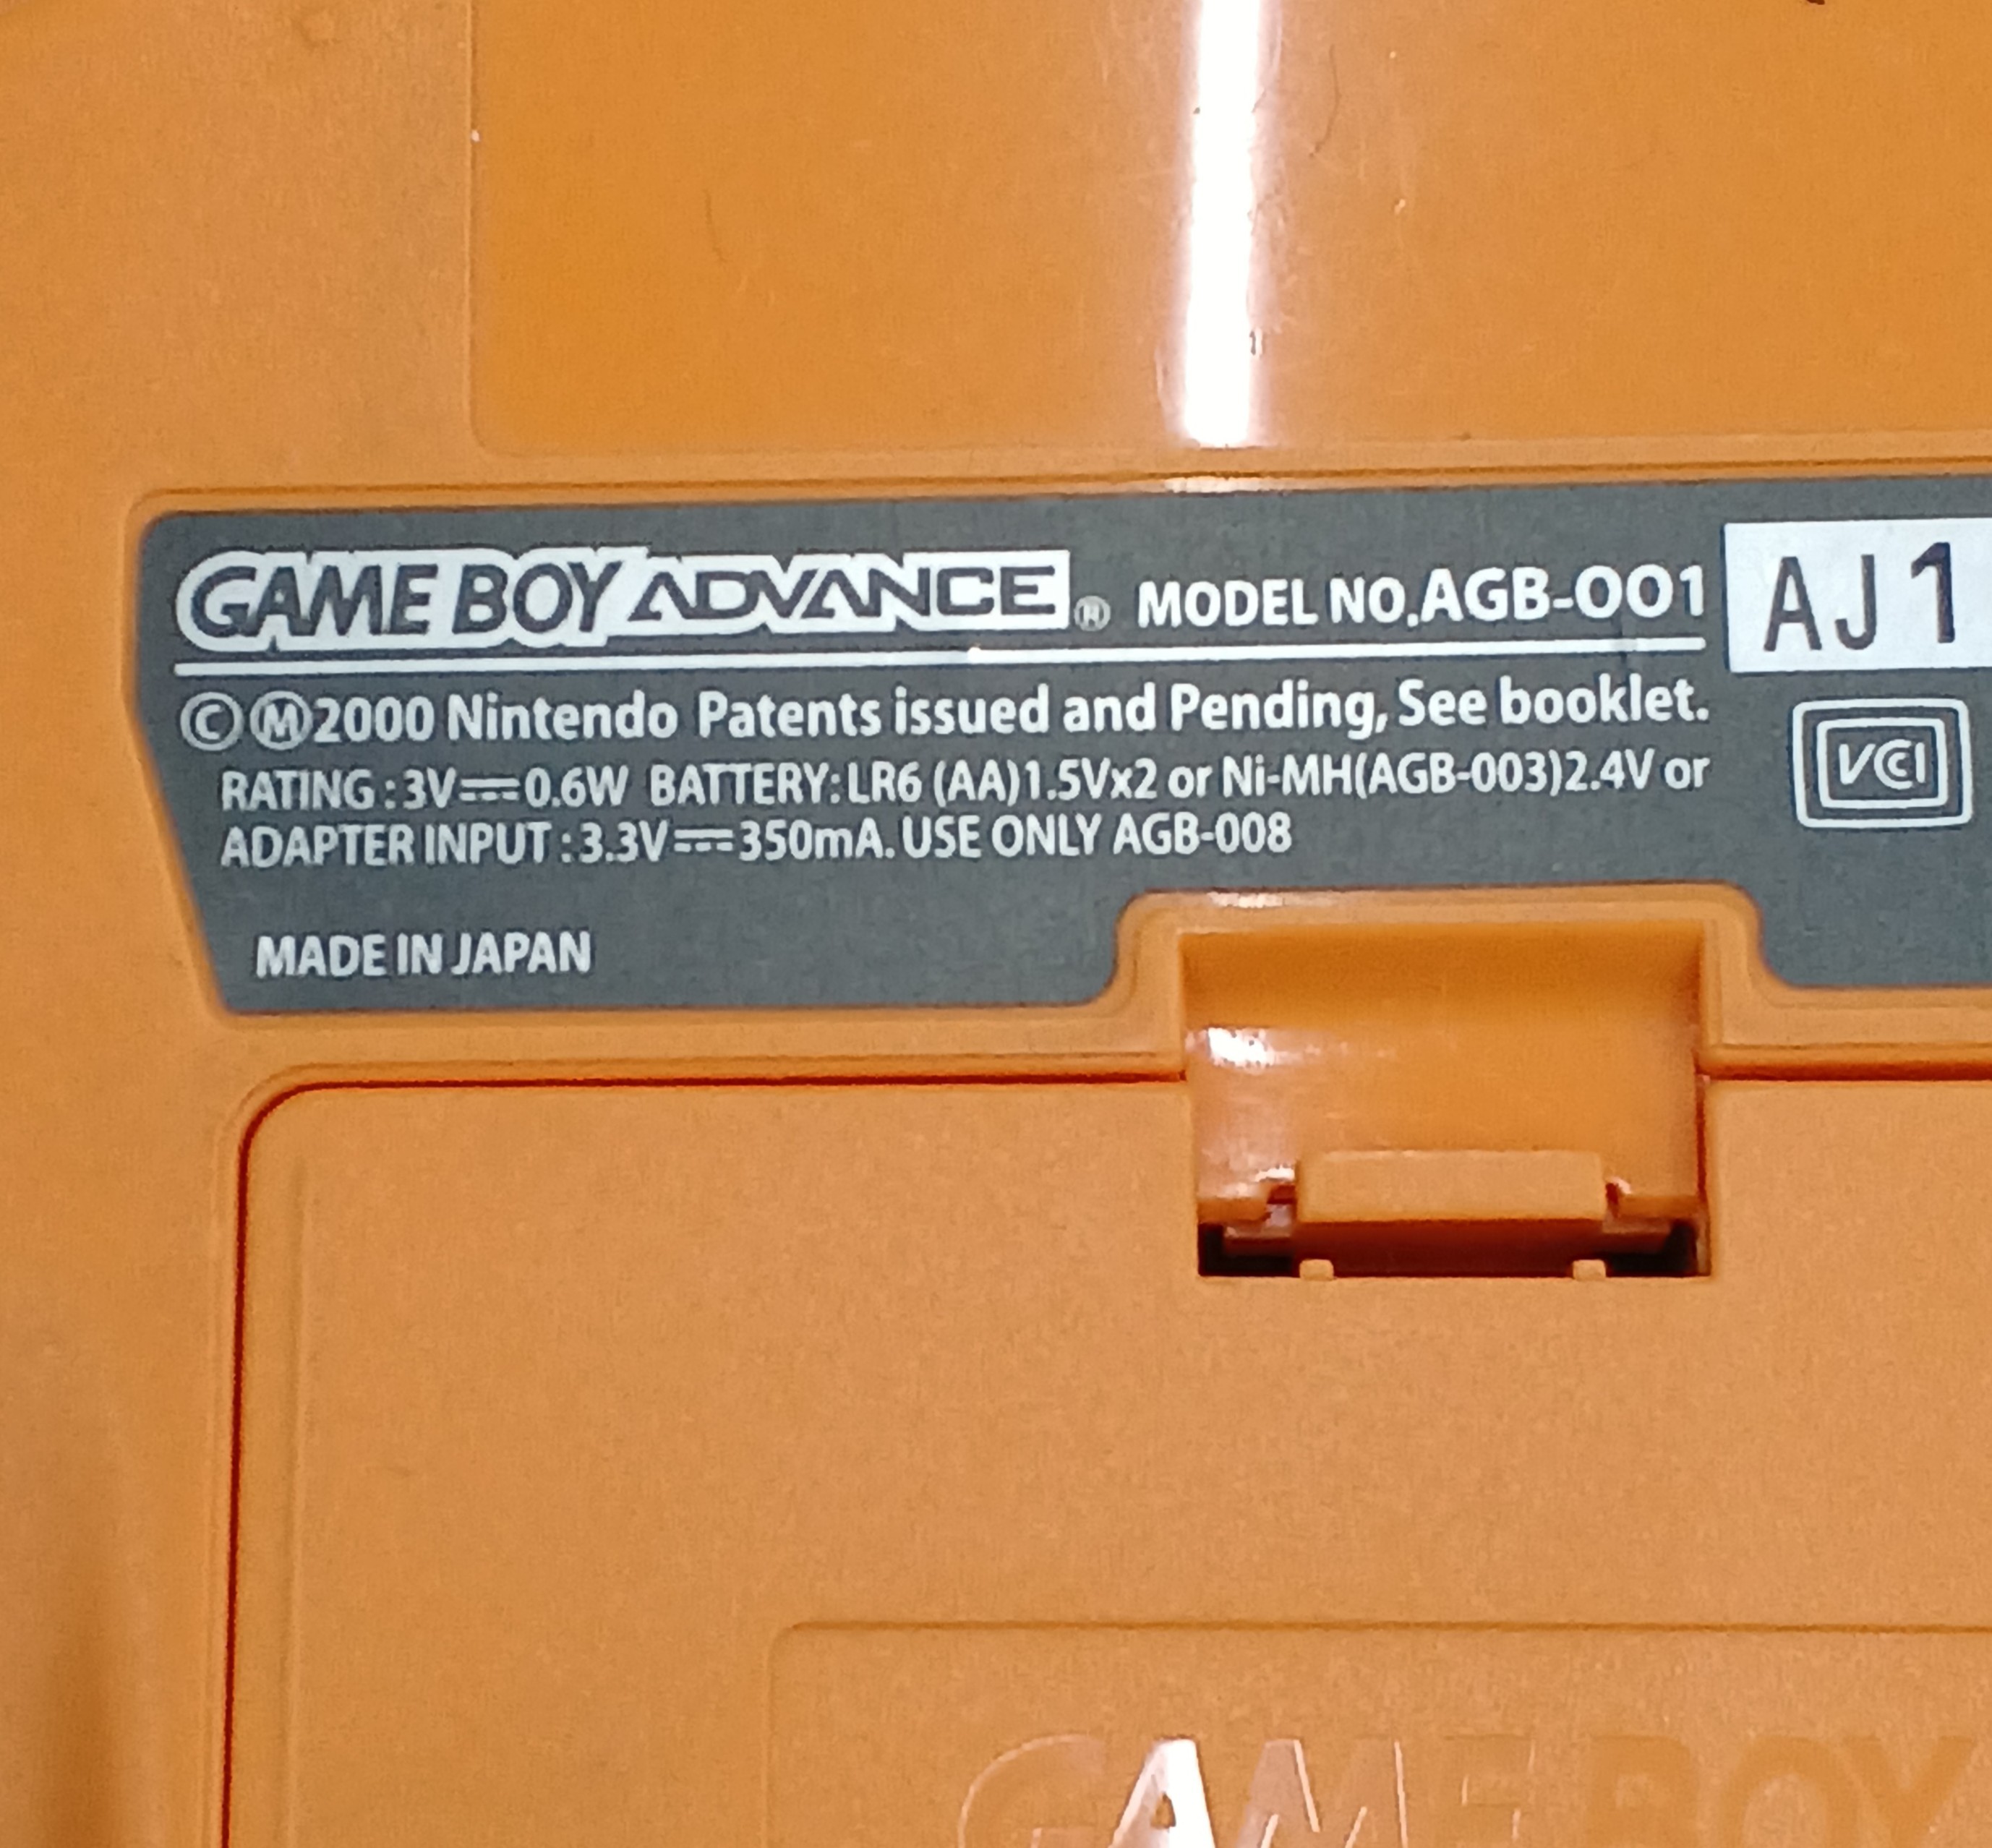 GAME BOY ADVANCE® MODEL NO.AGB-001 AJ1
©Ⓜ2000 Nintendo Patents issued and Pending, See booklet.
VCI
RATING : 3V⎓0.6W BATTERY: LR6 (AA)1.5Vx2 or Ni-MH(AGB-003)2.4V or
ADAPTER INPUT : 3.3V⎓350mA. USE ONLY AGB-008
MADE IN JAPAN
GAME BOY